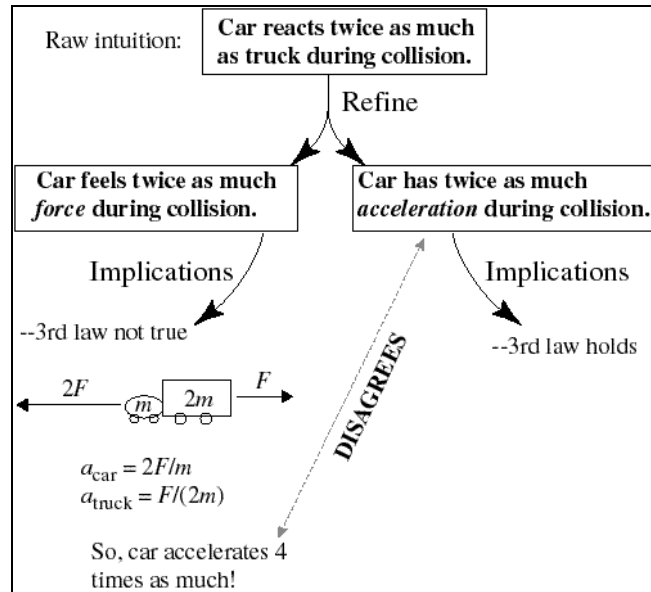 Raw intuition:
Car reacts twice as much
as truck during collision.
Refine
Car feels twice as much
force during collision.
Car has twice as much
acceleration during collision.
Implications
Implications
--3rd law not true
--3rd law holds
DISAGREES
2F
m
2m
F
a_car = 2F/m
a_truck = F/(2m)
So, car accelerates 4
times as much!